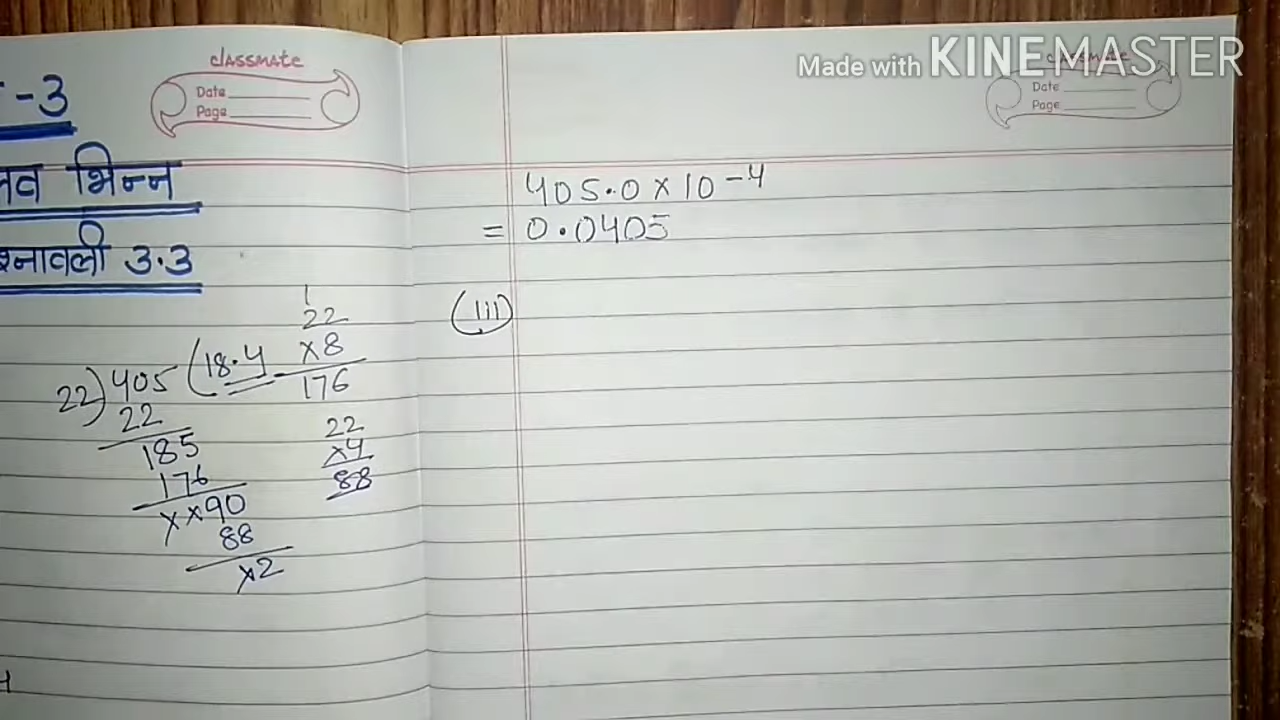 classmate
Date
Page
-3
भिन्न
3.3
1
22
×8
176
22) 405 (18.4
22
185
176
××90
88
×2
22
×4
88
Made with KINEMASTER
Date
Page
405.0 × 10⁻⁴
= 0.0405
(iii)